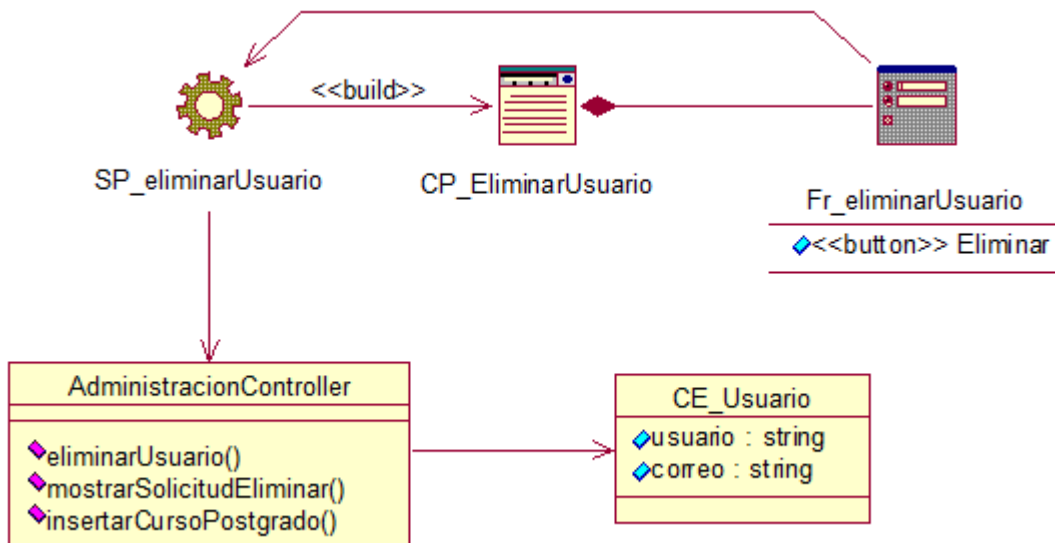 <<build>>
SP_eliminarUsuario
CP_EliminarUsuario
Fr_eliminarUsuario
<<button>> Eliminar
AdministracionController
eliminarUsuario()
mostrarSolicitudEliminar()
insertarCursoPostgrado()
CE_Usuario
usuario : string
correo : string